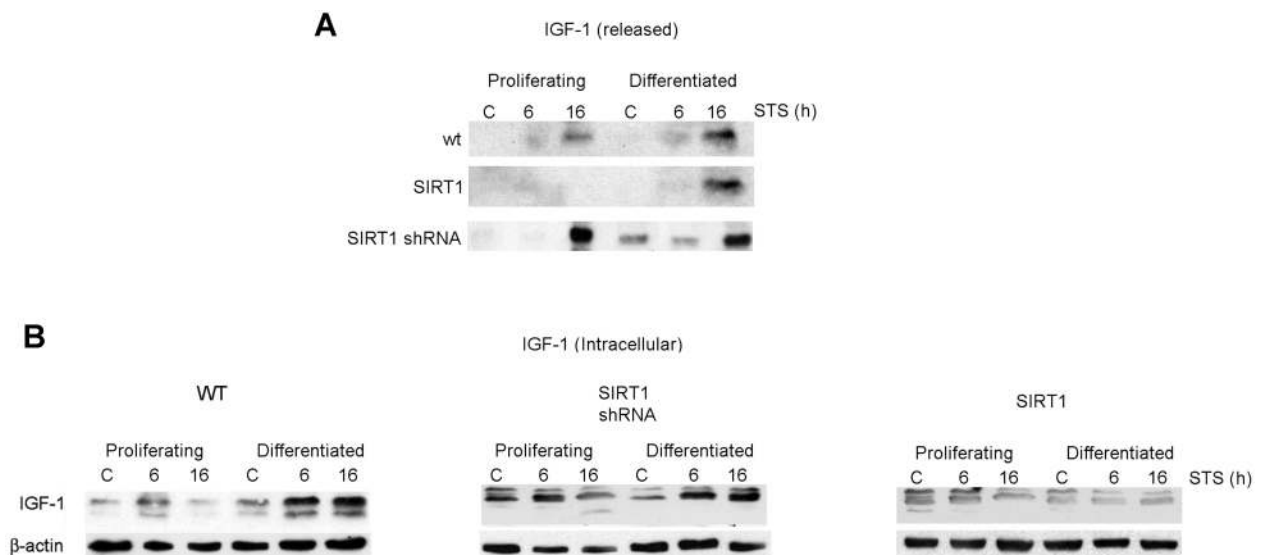 A
IGF-1 (released)
Proliferating Differentiated
C 6 16 C 6 16 STS (h)
wt
SIRT1
SIRT1 shRNA
B
IGF-1 (Intracellular)
WT
SIRT1
shRNA
SIRT1
Proliferating Differentiated Proliferating Differentiated Proliferating Differentiated
C 6 16 C 6 16 C 6 16 C 6 16 C 6 16 C 6 16 STS (h)
IGF-1
β-actin